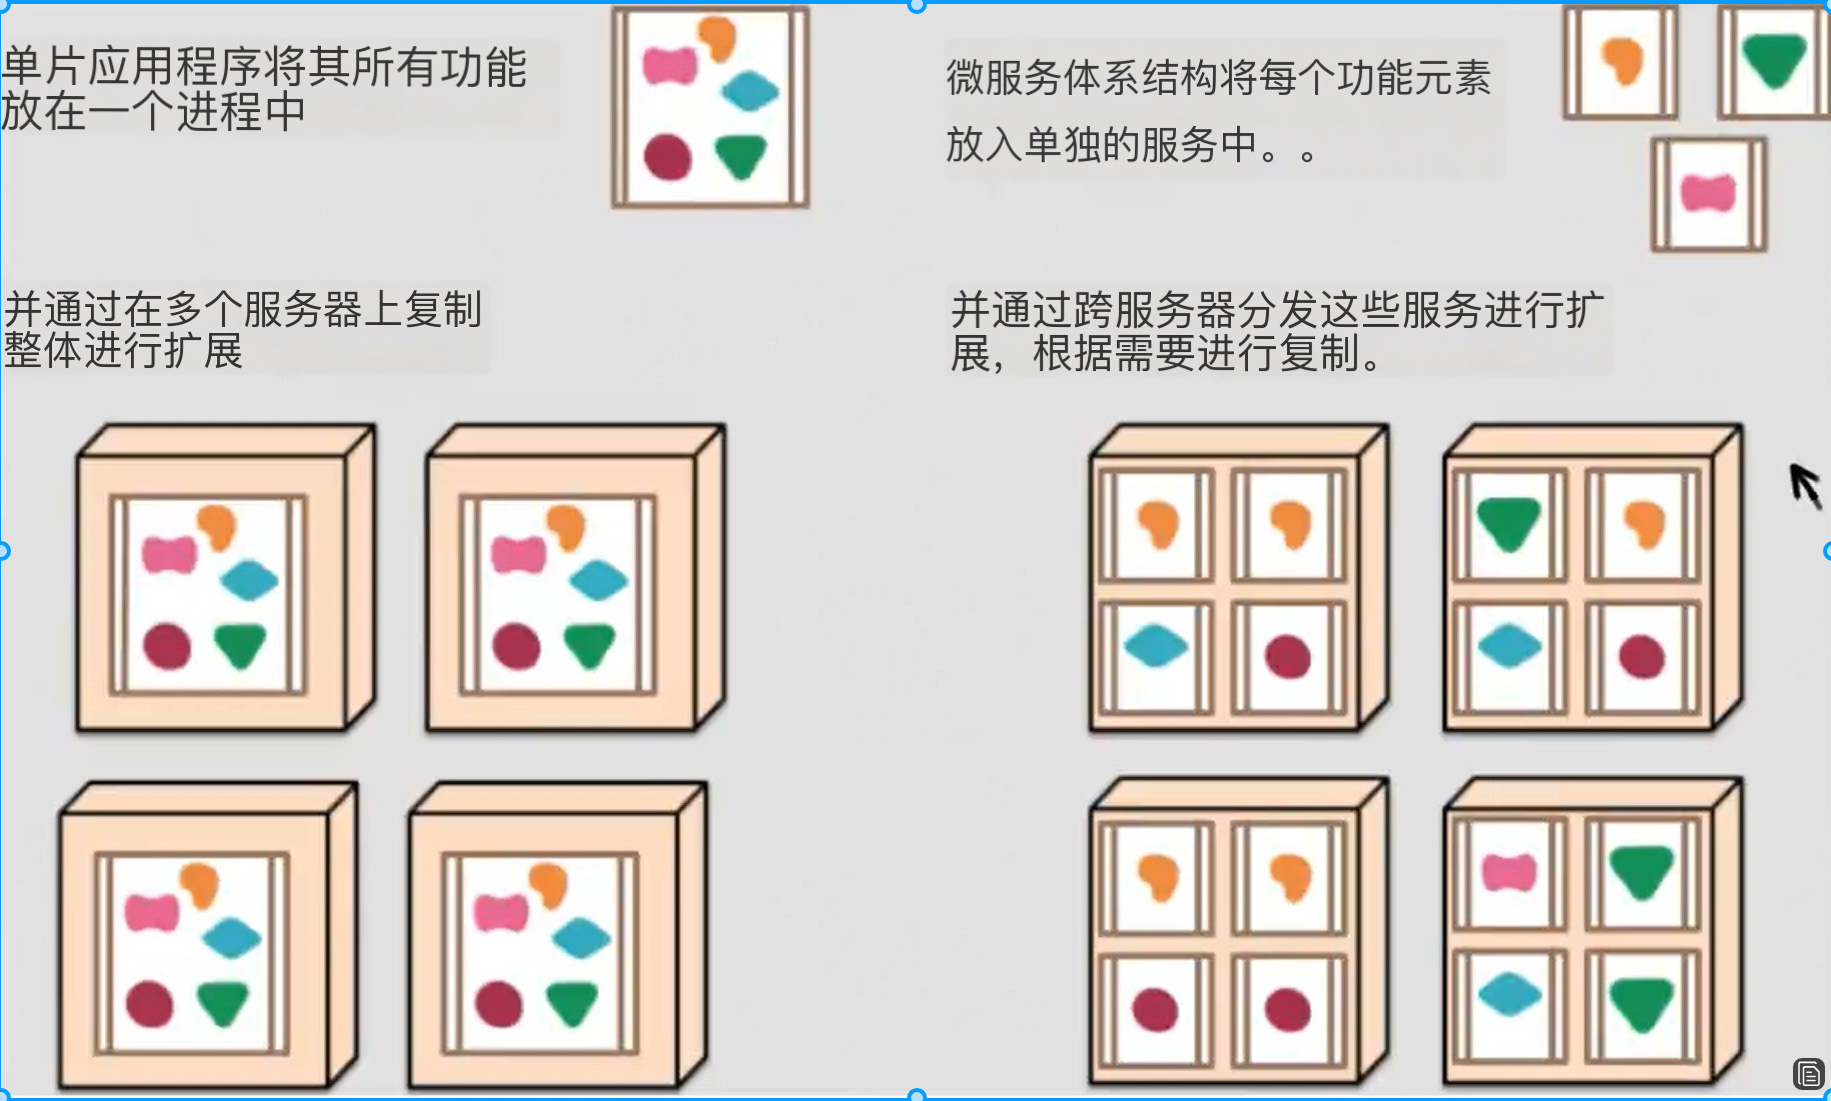 单片应用程序将其所有功能
放在一个进程中
并通过在多个服务器上复制
整体进行扩展
微服务体系结构将每个功能元素
放入单独的服务中。。
并通过跨服务器分发这些服务进行扩
展，根据需要进行复制。